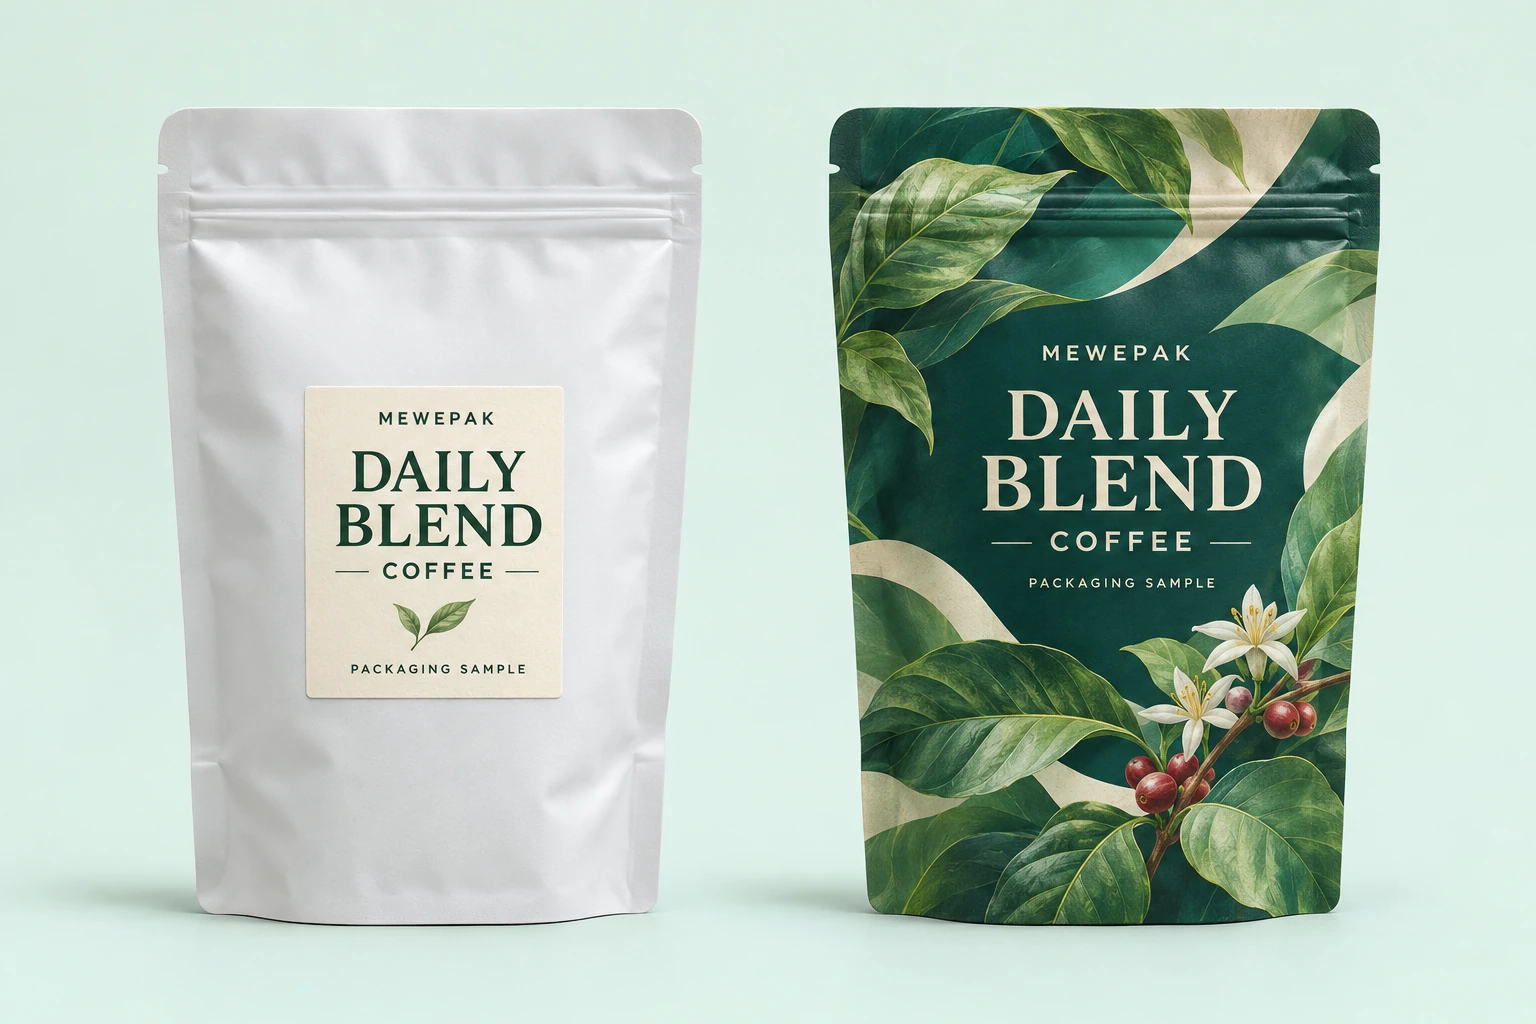 MEWEPAK
DAILY
BLEND
COFFEE
PACKAGING SAMPLE
MEWEPAK
DAILY
BLEND
COFFEE
PACKAGING SAMPLE